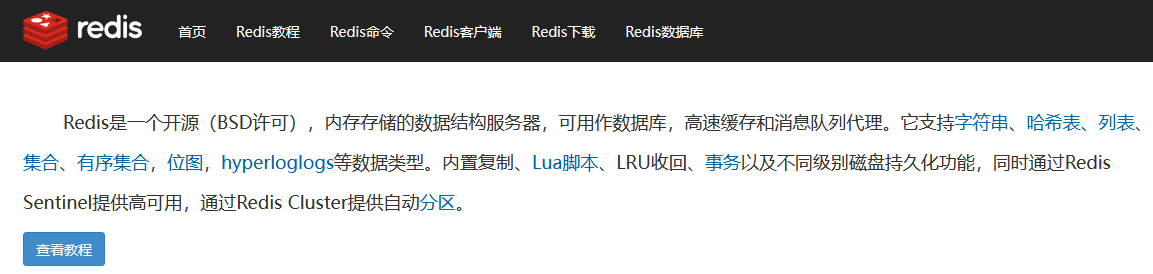 redis 首页 Redis教程 Redis命令 Redis客户端 Redis下载 Redis数据库
Redis是一个开源（BSD许可），内存存储的数据结构服务器，可用作数据库，高速缓存和消息队列代理。它支持字符串、哈希表、列表、
集合、有序集合，位图，hyperloglogs等数据类型。内置复制、Lua脚本、LRU收回、事务以及不同级别磁盘持久化功能，同时通过Redis
Sentinel提供高可用，通过Redis Cluster提供自动分区。
查看教程